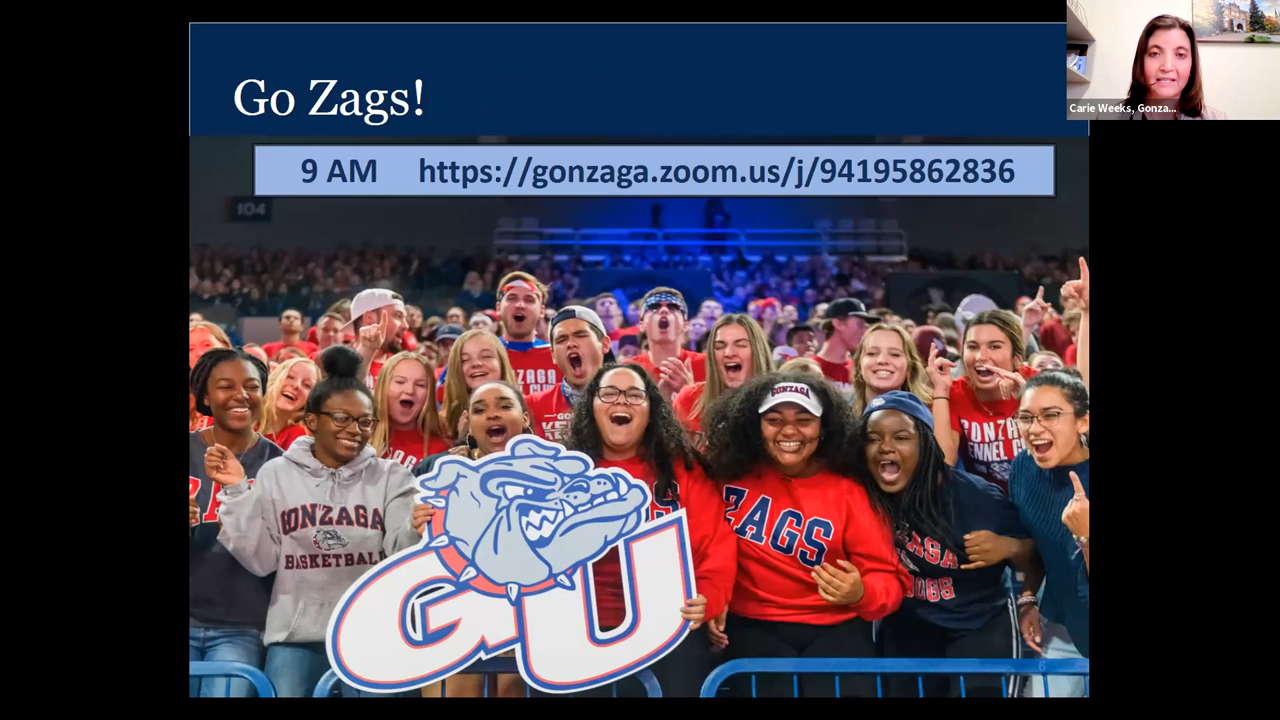 Go Zags!
9 AM https://gonzaga.zoom.us/j/94195862836
Carie Weeks, Gonza...
104
GONZAGA
BASKETBALL
GU
GONZAGA
ZAGS